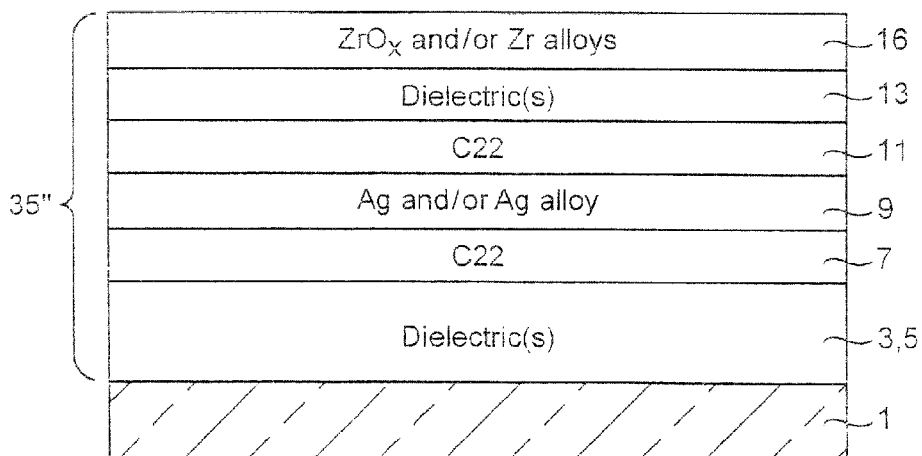 ZrOx and/or Zr alloys 16
Dielectric(s) 13
C22 11
35"
Ag and/or Ag alloy 9
C22 7
Dielectric(s) 3,5
1